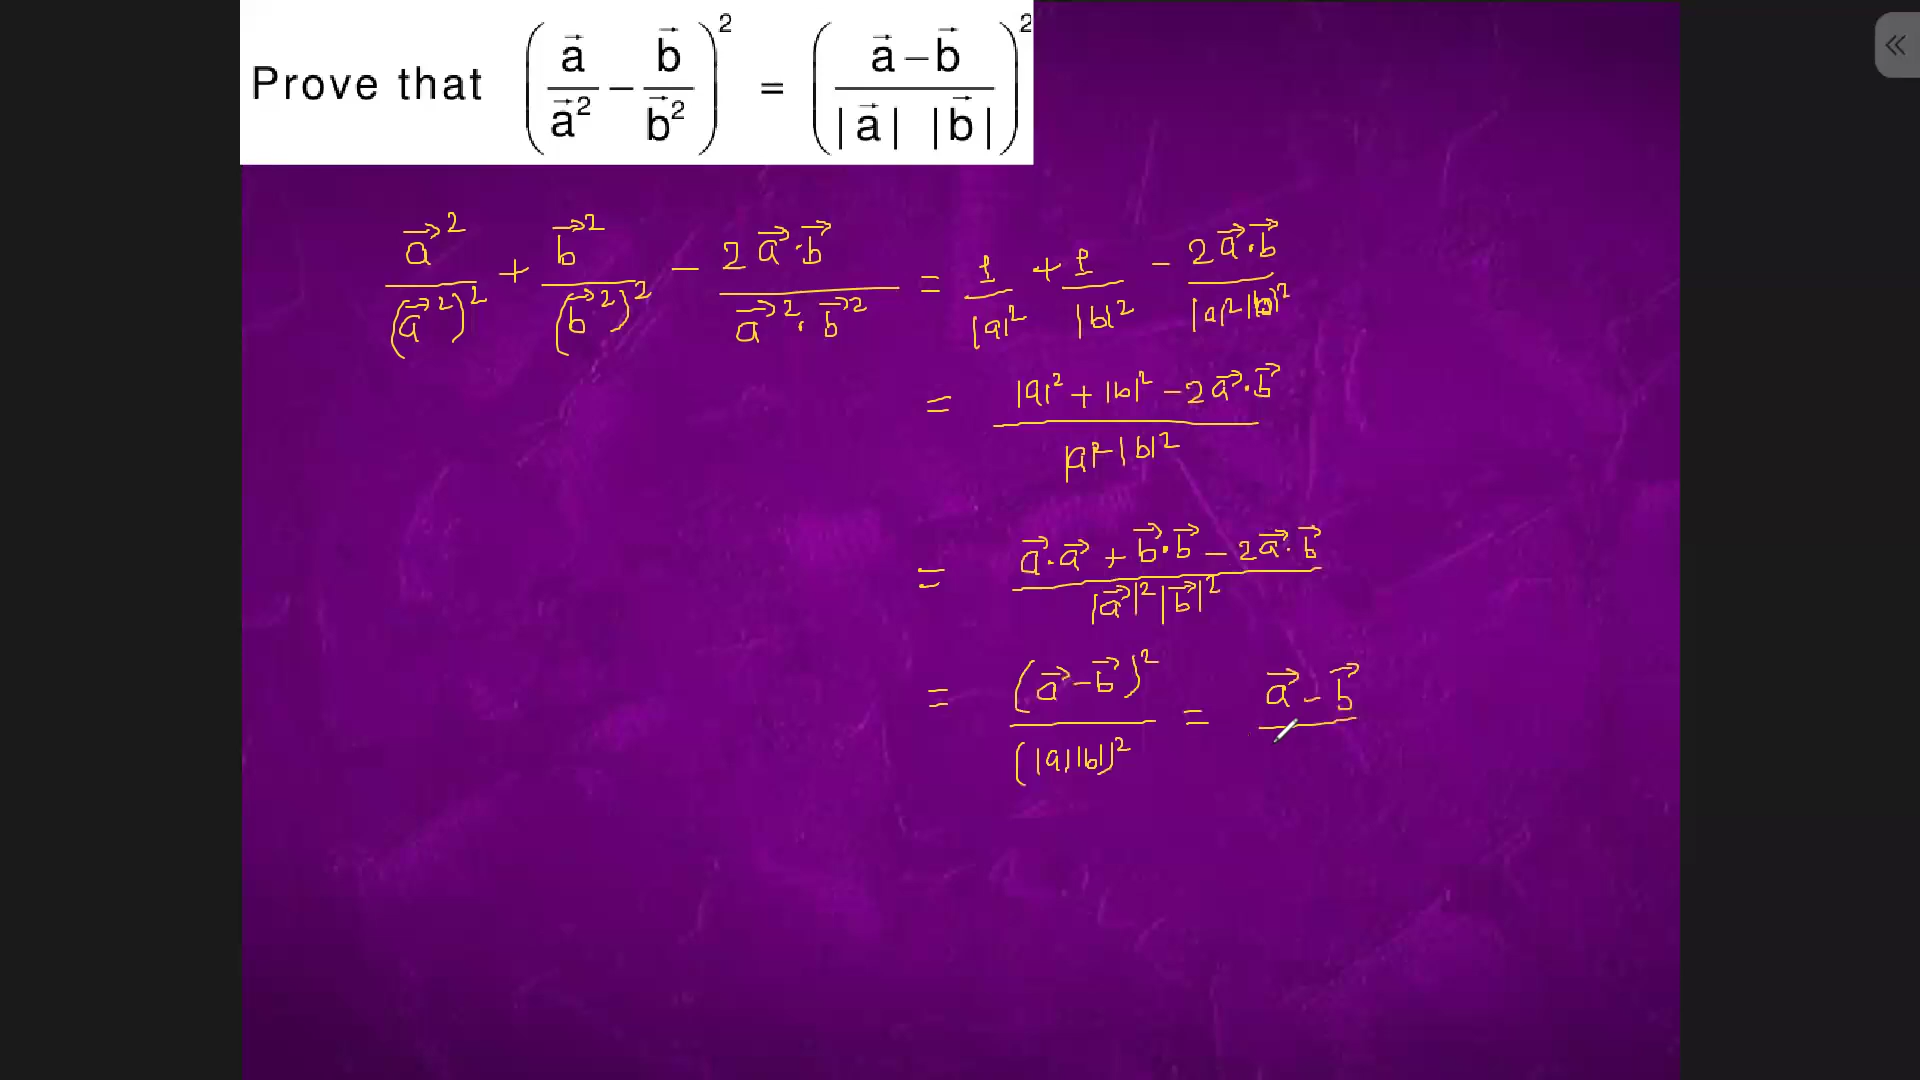 Prove that (a⃗/a⃗² − b⃗/b⃗²)² = ((a⃗ − b⃗)/(|a⃗| |b⃗|))²
a⃗²/(a⃗²)² + b⃗²/(b⃗²)² − 2a⃗·b⃗/(a⃗²·b⃗²) = 1/|a|² + 1/|b|² − 2a⃗·b⃗/(|a|²|b|²)
= (|a|² + |b|² − 2a⃗·b⃗)/(|a|²|b|²)
= (a⃗·a⃗ + b⃗·b⃗ − 2a⃗·b⃗)/(|a⃗|²|b⃗|²)
= (a⃗ − b⃗)²/(|a||b|)² = a⃗ − b⃗